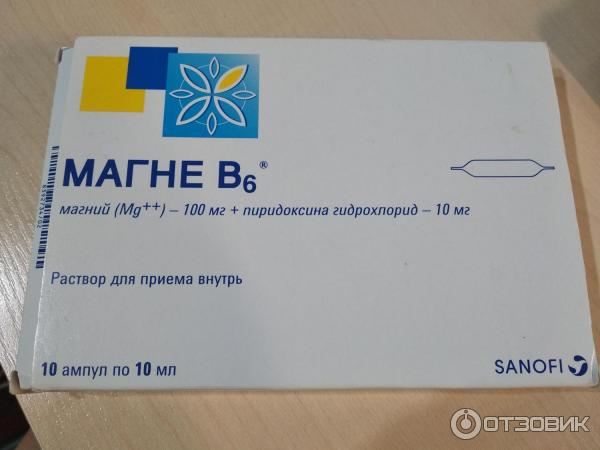 МАГНЕ B₆®
магний (Mg⁺⁺) – 100 мг + пиридоксина гидрохлорид – 10 мг
Раствор для приема внутрь
10 ампул по 10 мл
SANOFI
ОТЗОВИК